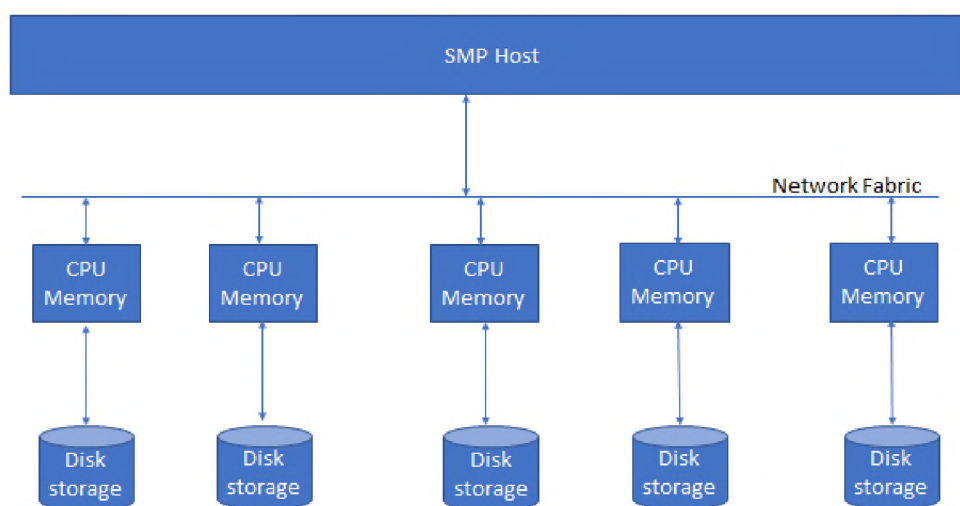 SMP Host
Network Fabric
CPU
Memory
CPU
Memory
CPU
Memory
CPU
Memory
CPU
Memory
Disk
storage
Disk
storage
Disk
storage
Disk
storage
Disk
storage